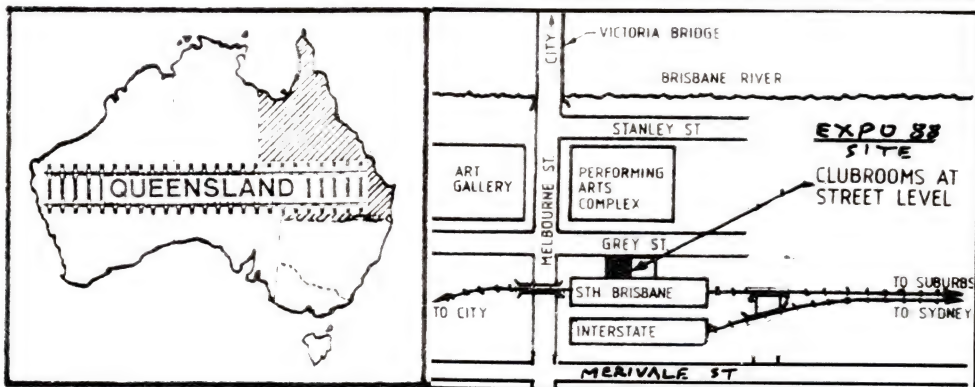 QUEENSLAND
CITY
VICTORIA BRIDGE
BRISBANE RIVER
STANLEY ST
EXPO 88
SITE
ART
GALLERY
MELBOURNE ST.
PERFORMING
ARTS
COMPLEX
CLUBROOMS AT
STREET LEVEL
GREY ST.
STH BRISBANE
TO CITY
TO SUBURBS
TO SYDNEY
INTERSTATE
MERIVALE ST